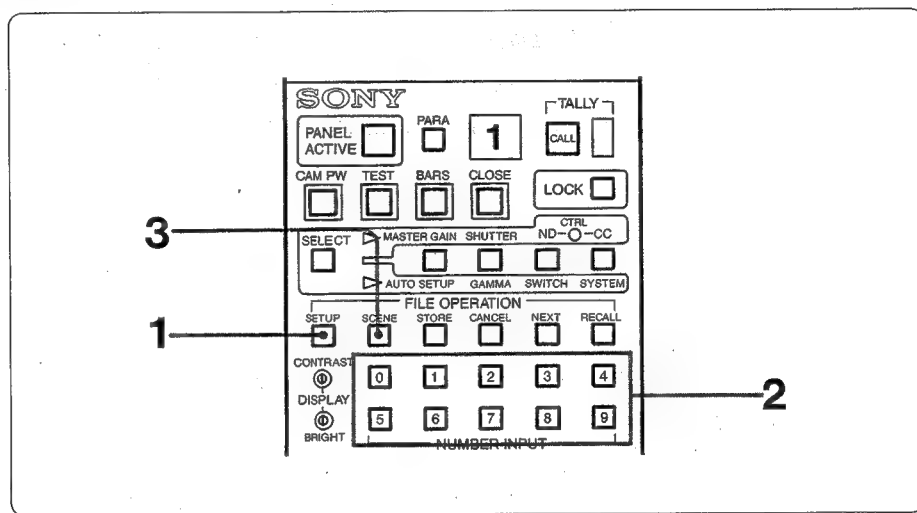 SONY
TALLY
PANEL ACTIVE
PARA
1
CALL
CAM PW TEST BARS CLOSE
LOCK
3
CTRL
SELECT
MASTER GAIN SHUTTER ND CC
AUTO SETUP GAMMA SWITCH SYSTEM
FILE OPERATION
1
SETUP SCENE STORE CANCEL NEXT RECALL
CONTRAST
0 1 2 3 4
DISPLAY
2
5 6 7 8 9
BRIGHT
NUMBER INPUT